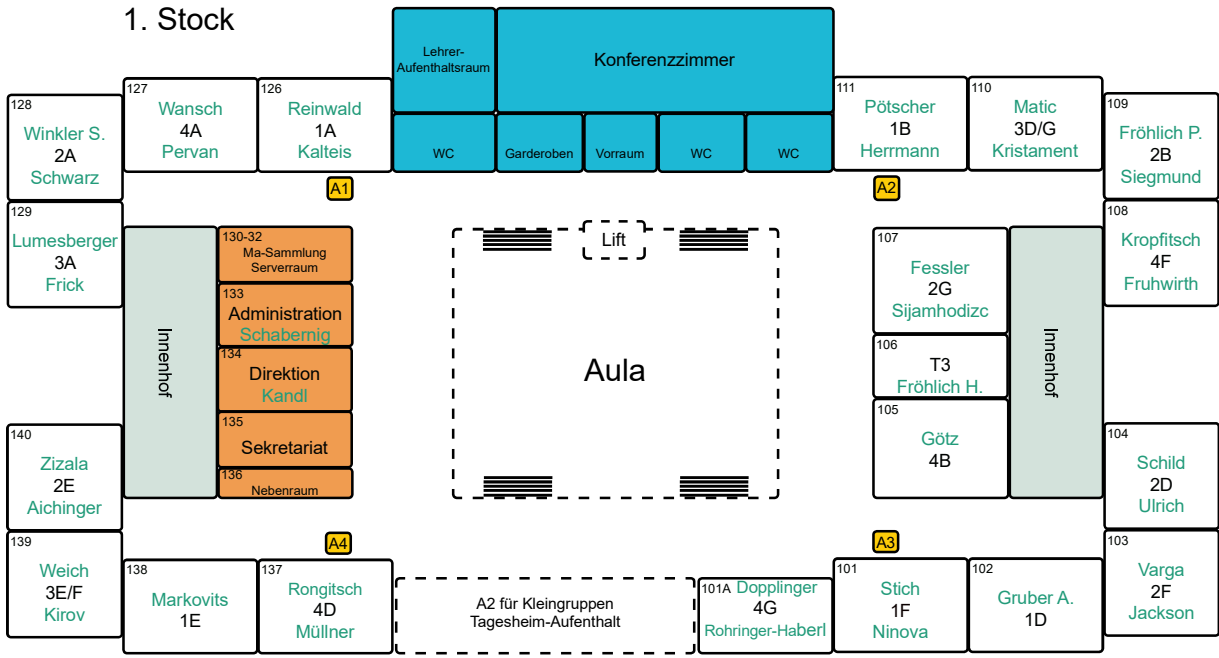 1. Stock
Lehrer-
Aufenthaltsraum
Konferenzzimmer
WC
Garderoben
Vorraum
WC
WC
128
Winkler S.
2A
Schwarz
127
Wansch
4A
Pervan
126
Reinwald
1A
Kalteis
111
Pötscher
1B
Herrmann
110
Matic
3D/G
Kristament
109
Fröhlich P.
2B
Siegmund
A1
A2
129
Lumesberger
3A
Frick
108
Kropfitsch
4F
Fruhwirth
Innenhof
130-32
Ma-Sammlung
Serverraum
133
Administration
Schabernig
134
Direktion
Kandl
135
Sekretariat
136
Nebenraum
Lift
Aula
107
Fessler
2G
Sijamhodizc
106
T3
Fröhlich H.
105
Götz
4B
Innenhof
140
Zizala
2E
Aichinger
104
Schild
2D
Ulrich
A4
A3
139
Weich
3E/F
Kirov
138
Markovits
1E
137
Rongitsch
4D
Müllner
A2 für Kleingruppen
Tagesheim-Aufenthalt
101A Dopplinger
4G
Rohringer-Haberl
101
Stich
1F
Ninova
102
Gruber A.
1D
103
Varga
2F
Jackson